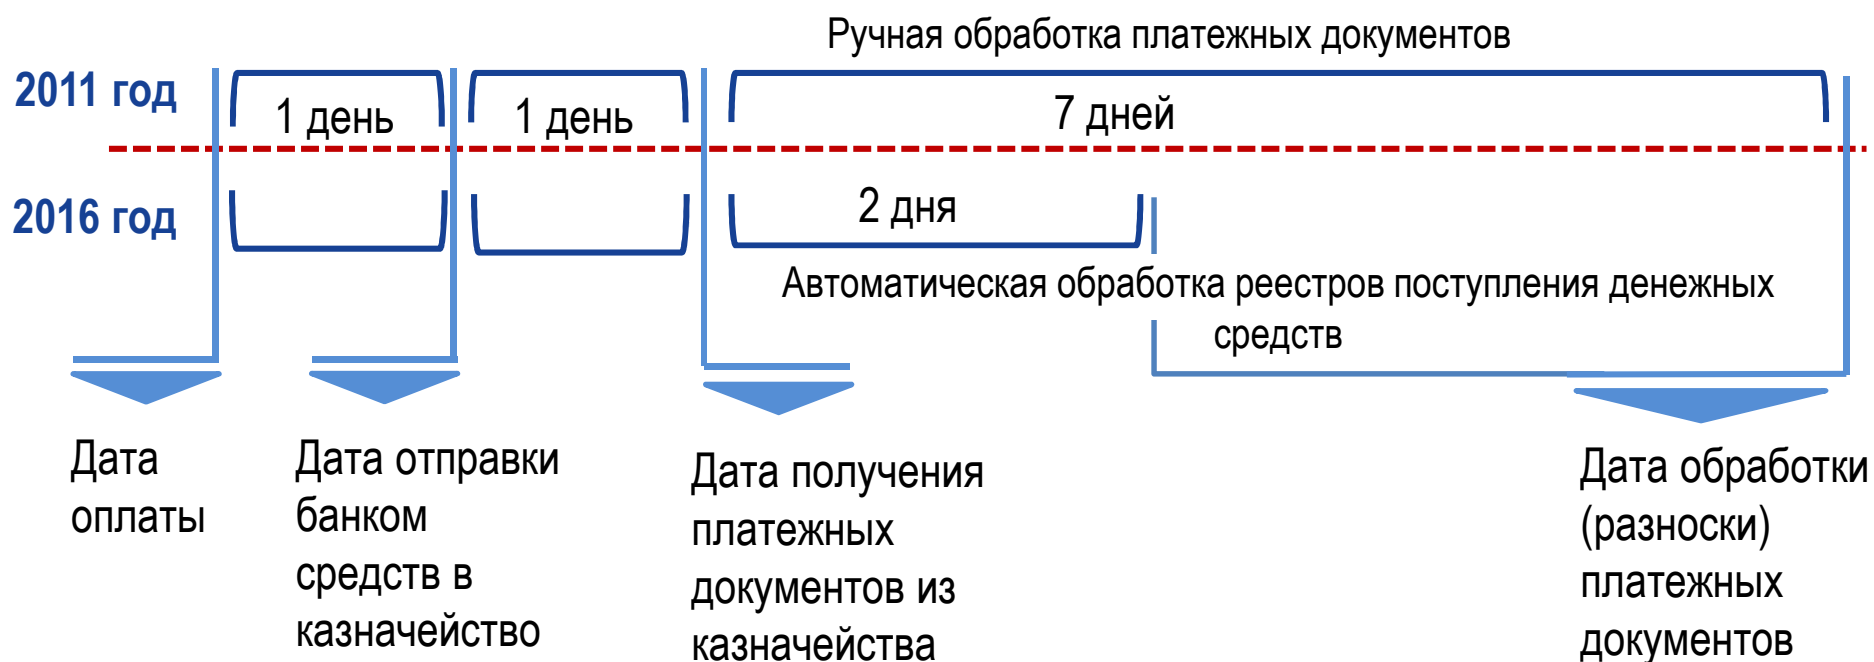 Ручная обработка платежных документов
2011 год
1 день
1 день
7 дней
2016 год
2 дня
Автоматическая обработка реестров поступления денежных
средств
Дата
оплаты
Дата отправки
банком
средств в
казначейство
Дата получения
платежных
документов из
казначейства
Дата обработки
(разноски)
платежных
документов